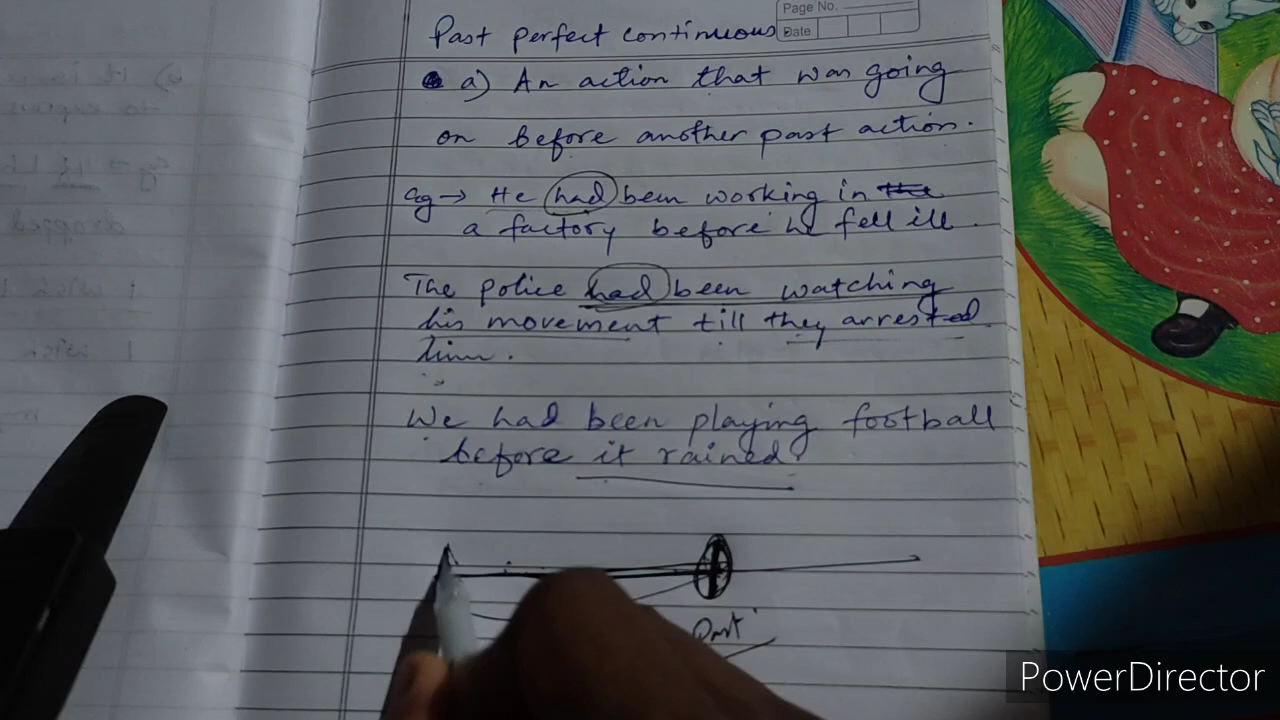 Page No.
Date
Past perfect continuous
a) An action that was going
on before another past action.
eg → He had been working in the
a factory before he fell ill.
The police had been watching
his movement till they arrested
him.
We had been playing football
before it rained.
Past
PowerDirector